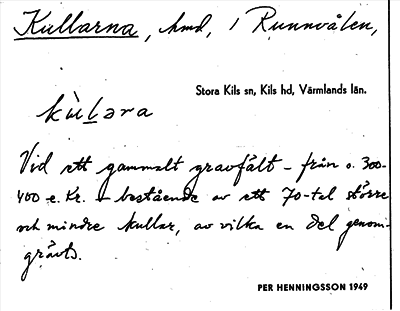 Kullarna, hmd, i Runnvålen,
Stora Kils sn, Kils hd, Värmlands län.
kùləra
Vid ett gammalt gravfält – från o. 300-
400 e. Kr. – bestående av ett 70-tal större
och mindre kullar, av vilka en del genom-
grävts.
PER HENNINGSSON 1949